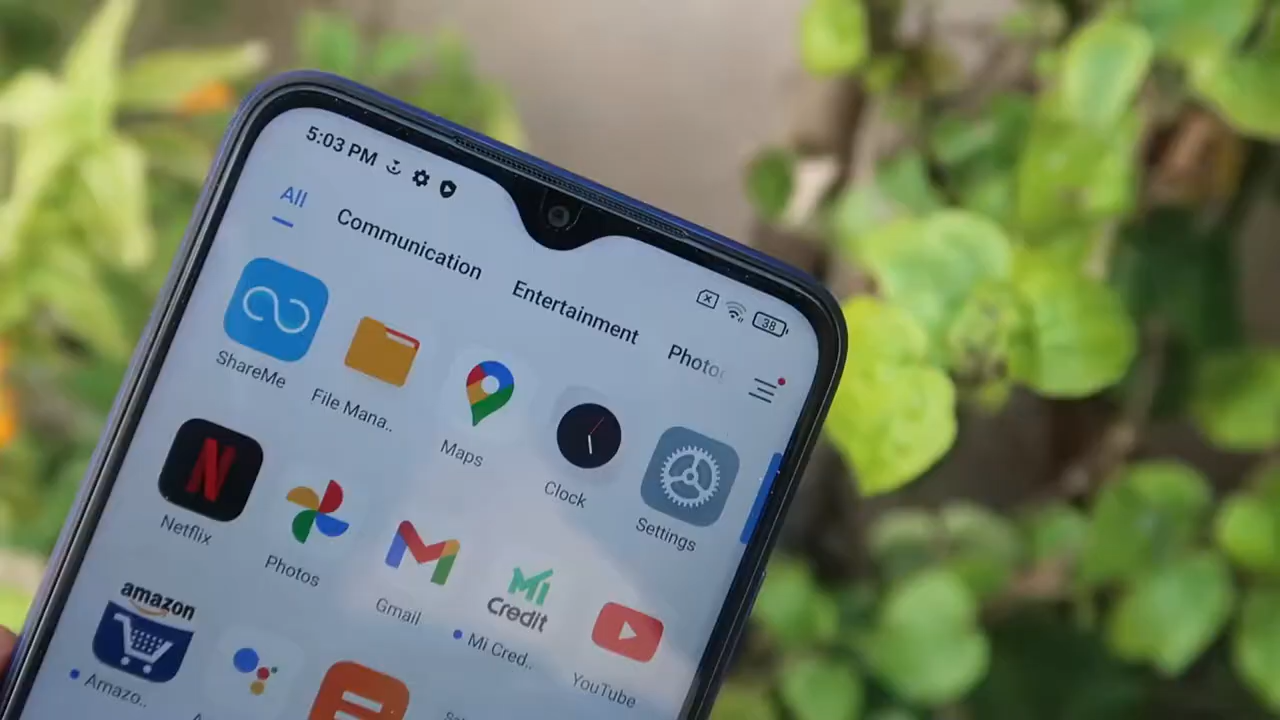 5:03 PM
38
All
Communication
Entertainment
Photo
ShareMe
File Mana..
Maps
Clock
Settings
Netflix
Photos
Gmail
Mi
Credit
Mi Cred..
YouTube
amazon
Amazo..